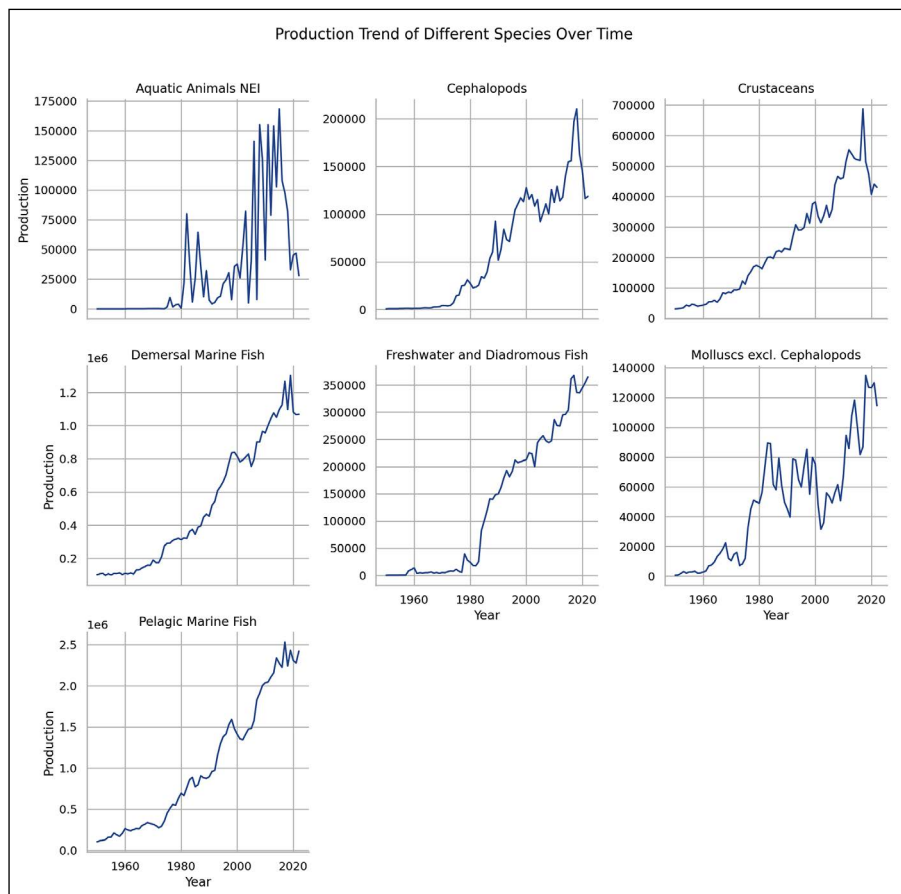 Production Trend of Different Species Over Time
Aquatic Animals NEI
175000
150000
125000
100000
75000
50000
25000
0
Production
Cephalopods
200000
150000
100000
50000
0
Crustaceans
700000
600000
500000
400000
300000
200000
100000
0
Demersal Marine Fish
1e6
1.2
1.0
0.8
0.6
0.4
0.2
Production
Freshwater and Diadromous Fish
350000
300000
250000
200000
150000
100000
50000
0
1960 1980 2000 2020
Year
Molluscs excl. Cephalopods
140000
120000
100000
80000
60000
40000
20000
0
1960 1980 2000 2020
Year
Pelagic Marine Fish
1e6
2.5
2.0
1.5
1.0
0.5
0.0
Production
1960 1980 2000 2020
Year